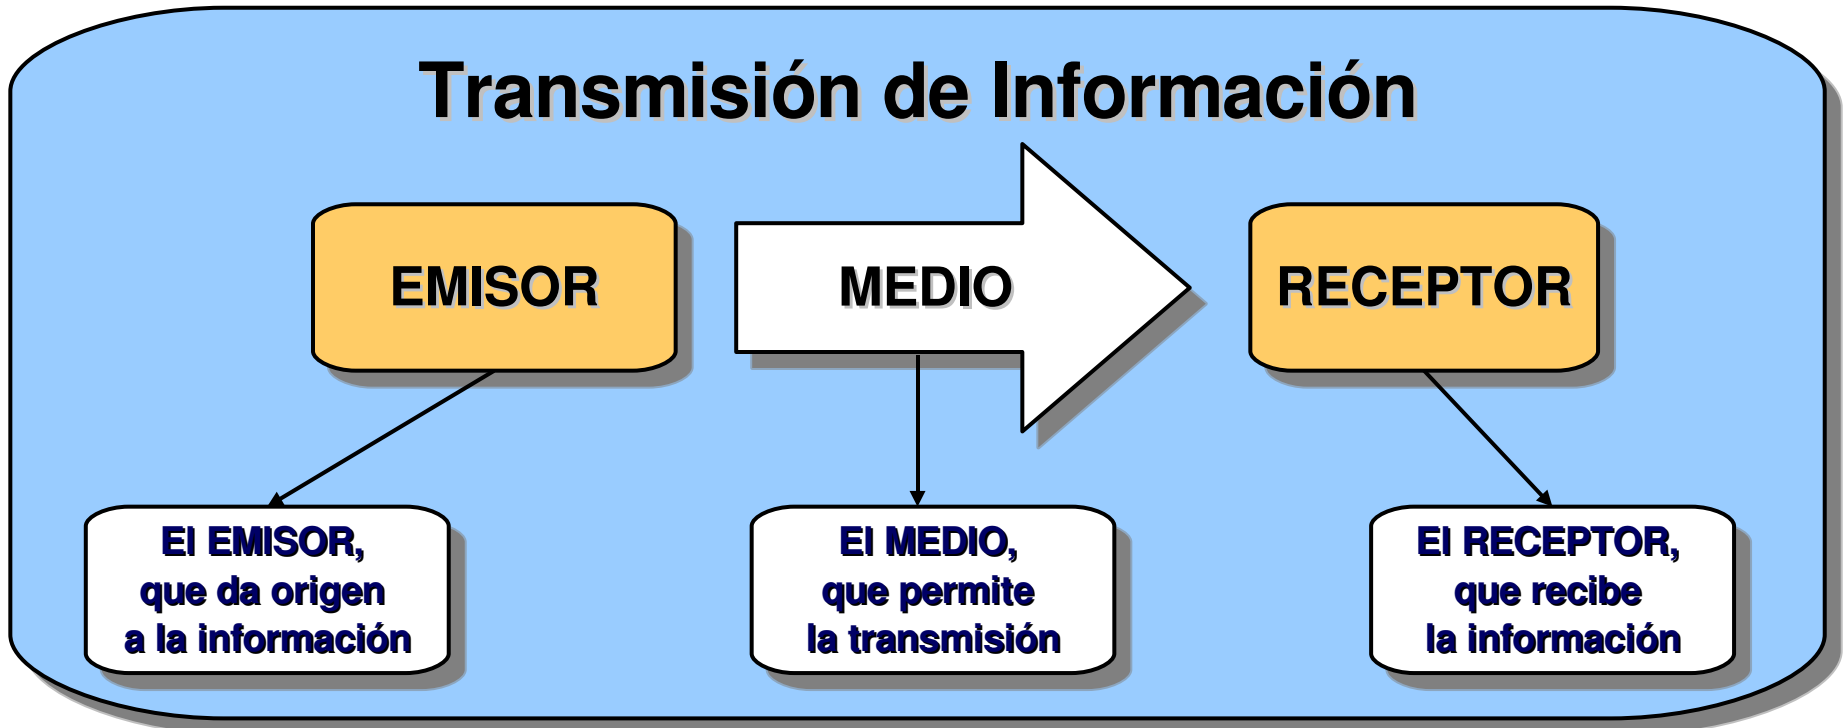 Transmisión de Información
EMISOR
MEDIO
RECEPTOR
El EMISOR,
que da origen
a la información
El MEDIO,
que permite
la transmisión
El RECEPTOR,
que recibe
la información